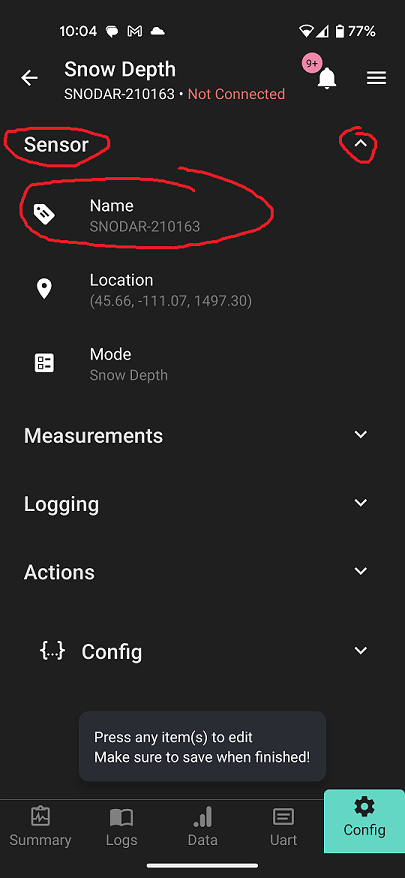 10:04 77%
Snow Depth
9+
SNODAR-210163 • Not Connected
Sensor
Name
SNODAR-210163
Location
(45.66, -111.07, 1497.30)
Mode
Snow Depth
Measurements
Logging
Actions
{...} Config
Press any item(s) to edit
Make sure to save when finished!
Summary Logs Data Uart Config